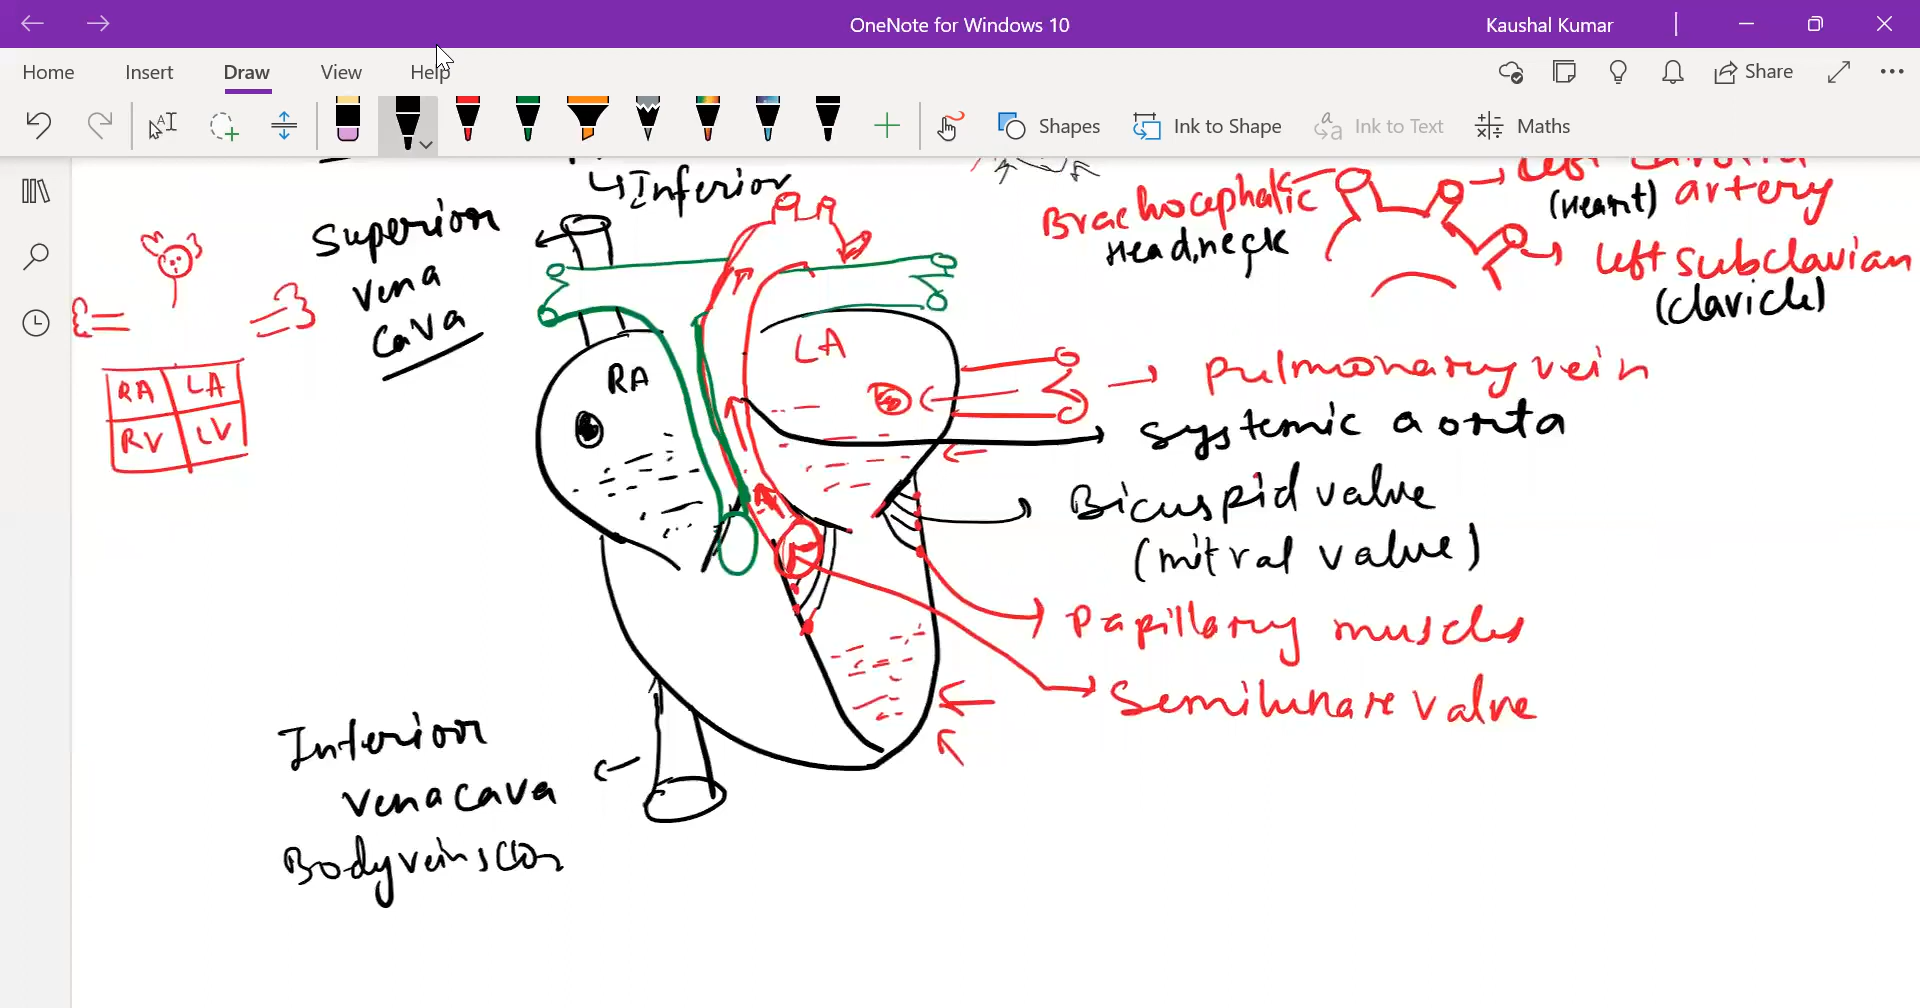 OneNote for Windows 10
Kaushal Kumar
Home Insert Draw View Help
Share
Shapes
Ink to Shape
Ink to Text
Maths
↳Inferior
Superior
vena
cava
Left
artery
(Heart)
Brachocephalic
Head,neck
left subclavian
(clavicle)
RA LA
RV LV
RA
LA
→ pulmonary vein
systemic aorta
Bicuspid valve
(mitral valve)
Papillary muscles
Semilunare valve
Inferior
vena cava
Body veins